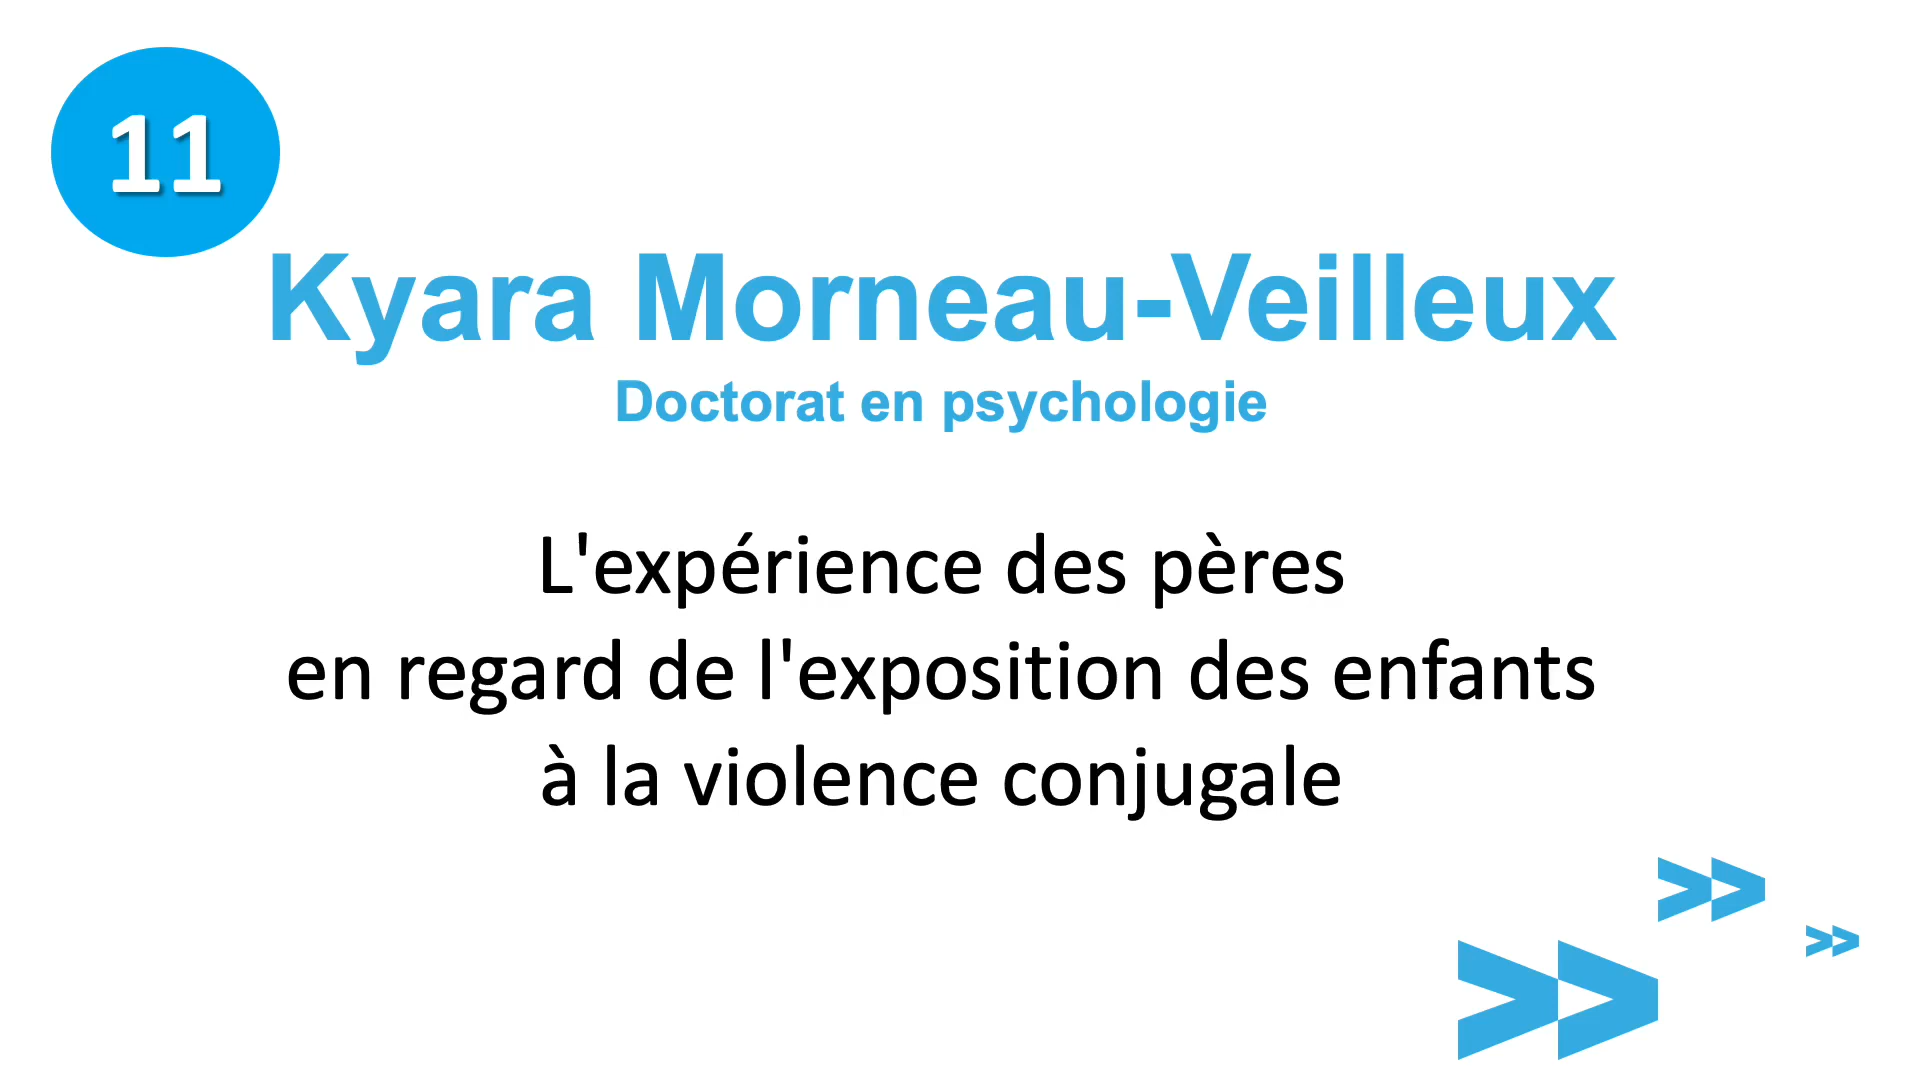 11
Kyara Morneau-Veilleux
Doctorat en psychologie
L'expérience des pères
en regard de l'exposition des enfants
à la violence conjugale